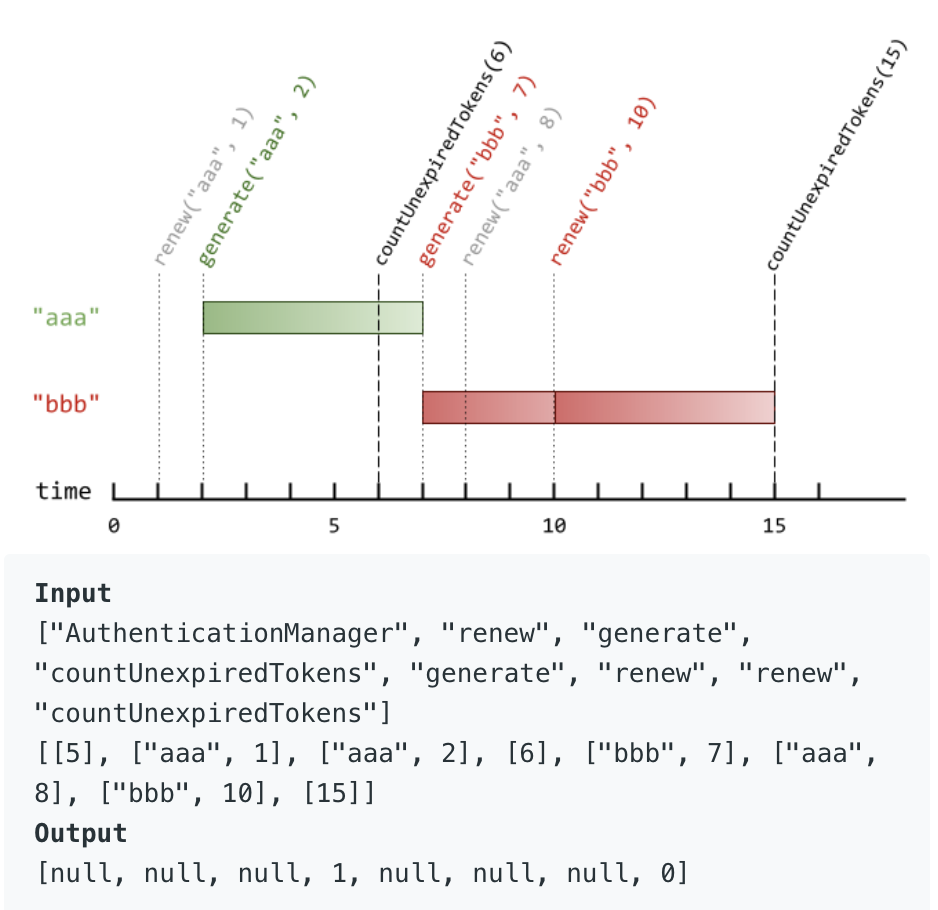 renew("aaa", 1)
generate("aaa", 2)
countUnexpiredTokens(6)
generate("bbb", 7)
renew("aaa", 8)
renew("bbb", 10)
countUnexpiredTokens(15)
"aaa"
"bbb"
time
0 5 10 15
Input
["AuthenticationManager", "renew", "generate",
"countUnexpiredTokens", "generate", "renew", "renew",
"countUnexpiredTokens"]
[[5], ["aaa", 1], ["aaa", 2], [6], ["bbb", 7], ["aaa",
8], ["bbb", 10], [15]]
Output
[null, null, null, 1, null, null, null, 0]